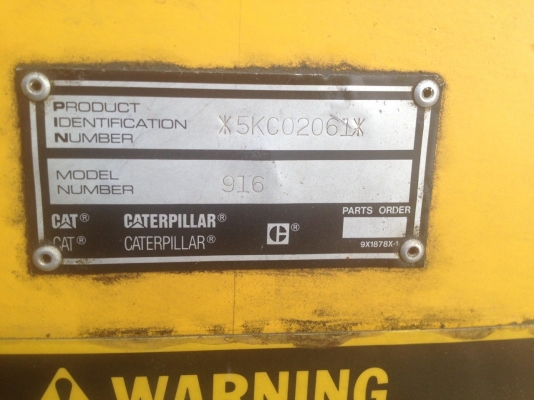 PRODUCT
IDENTIFICATION
NUMBER
*5KC02061*
MODEL
NUMBER
916
PARTS ORDER
CAT® CATERPILLAR® C®
CAT® CATERPILLAR®
9X1878X-1
WARNING